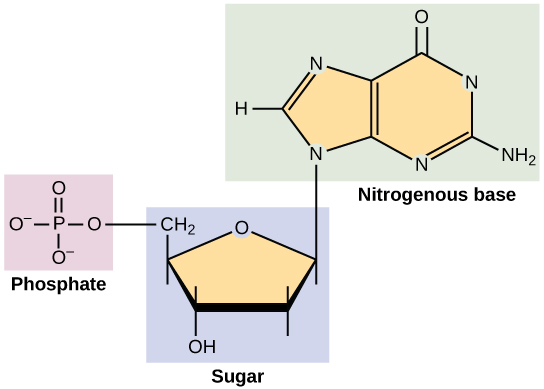 O
N
N
H
N
N
NH₂
Nitrogenous base
O
O⁻
P
O
O⁻
Phosphate
CH₂
O
OH
Sugar